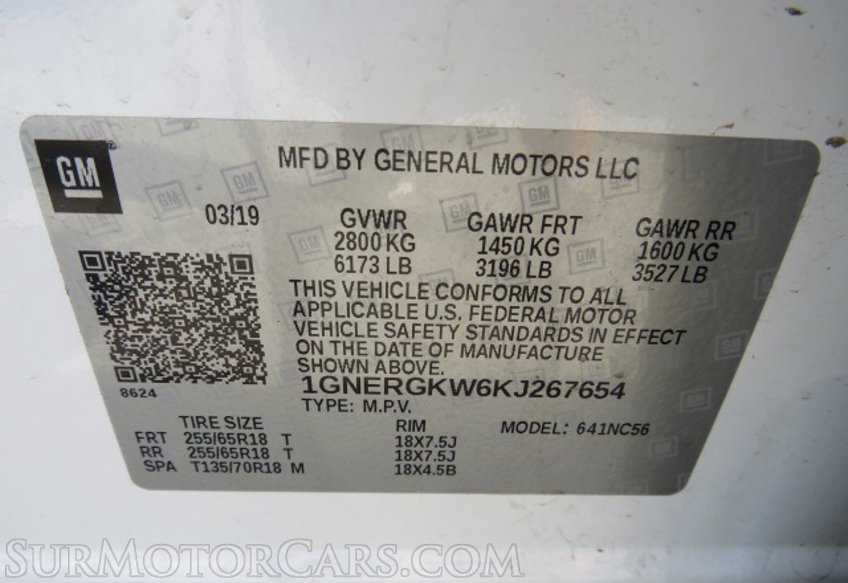 GM
MFD BY GENERAL MOTORS LLC
03/19
GVWR GAWR FRT GAWR RR
2800 KG 1450 KG 1600 KG
6173 LB 3196 LB 3527 LB
THIS VEHICLE CONFORMS TO ALL
APPLICABLE U.S. FEDERAL MOTOR
VEHICLE SAFETY STANDARDS IN EFFECT
ON THE DATE OF MANUFACTURE
SHOWN ABOVE.
8624
1GNERGKW6KJ267654
TYPE: M.P.V.
TIRE SIZE RIM MODEL: 641NC56
FRT 255/65R18 T 18X7.5J
RR 255/65R18 T 18X7.5J
SPA T135/70R18 M 18X4.5B
SURMOTORCARS.COM